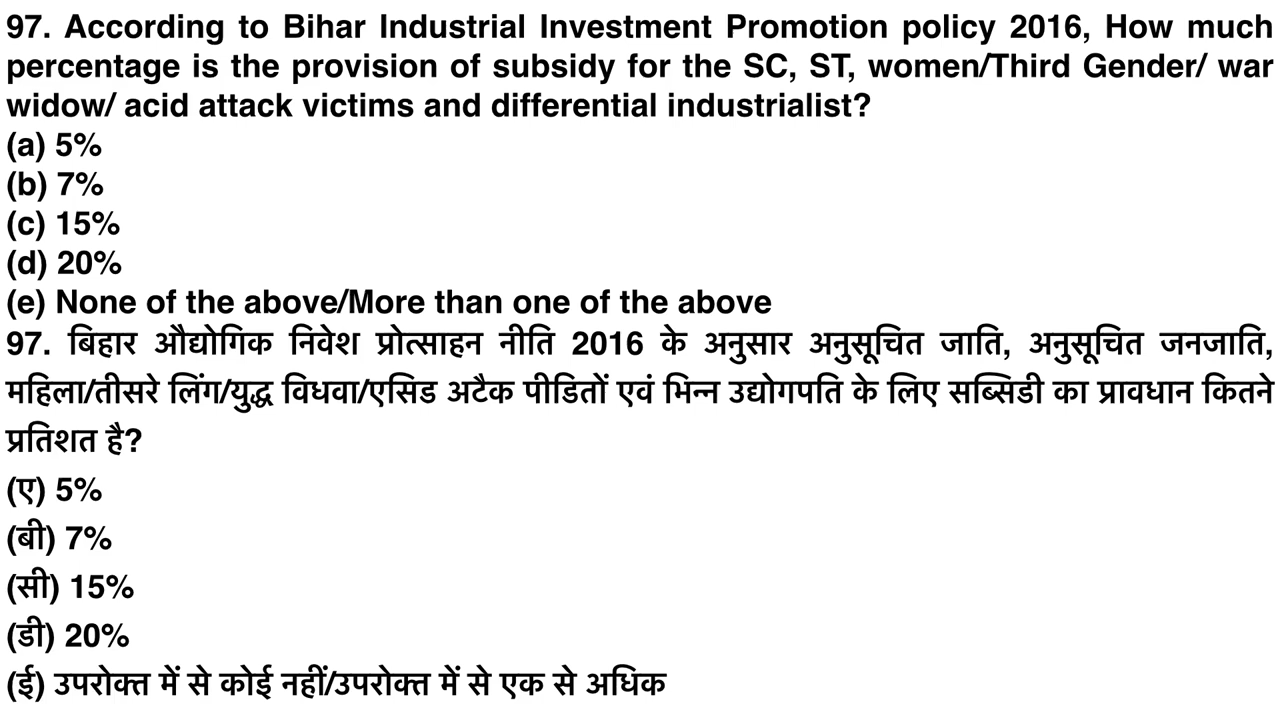 97. According to Bihar Industrial Investment Promotion policy 2016, How much
percentage is the provision of subsidy for the SC, ST, women/Third Gender/ war
widow/ acid attack victims and differential industrialist?
(a) 5%
(b) 7%
(c) 15%
(d) 20%
(e) None of the above/More than one of the above
97. बिहार औद्योगिक निवेश प्रोत्साहन नीति 2016 के अनुसार अनुसूचित जाति, अनुसूचित जनजाति,
महिला/तीसरे लिंग/युद्ध विधवा/एसिड अटैक पीडितों एवं भिन्न उद्योगपति के लिए सब्सिडी का प्रावधान कितने
प्रतिशत है?
(ए) 5%
(बी) 7%
(सी) 15%
(डी) 20%
(ई) उपरोक्त में से कोई नहीं/उपरोक्त में से एक से अधिक